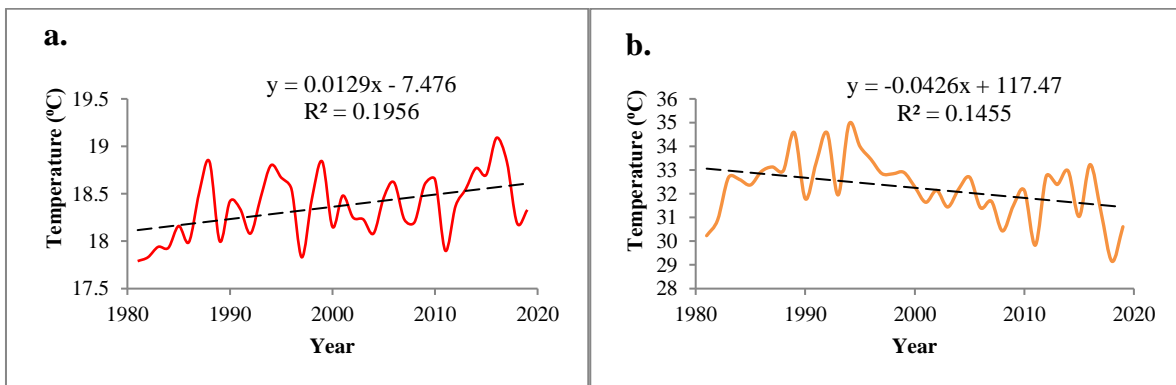 a.
y = 0.0129x - 7.476
R² = 0.1956
Temperature (ºC)
19.5
19
18.5
18
17.5
1980 1990 2000 2010 2020
Year
b.
y = -0.0426x + 117.47
R² = 0.1455
Temperature (ºC)
36
35
34
33
32
31
30
29
28
1980 1990 2000 2010 2020
Year